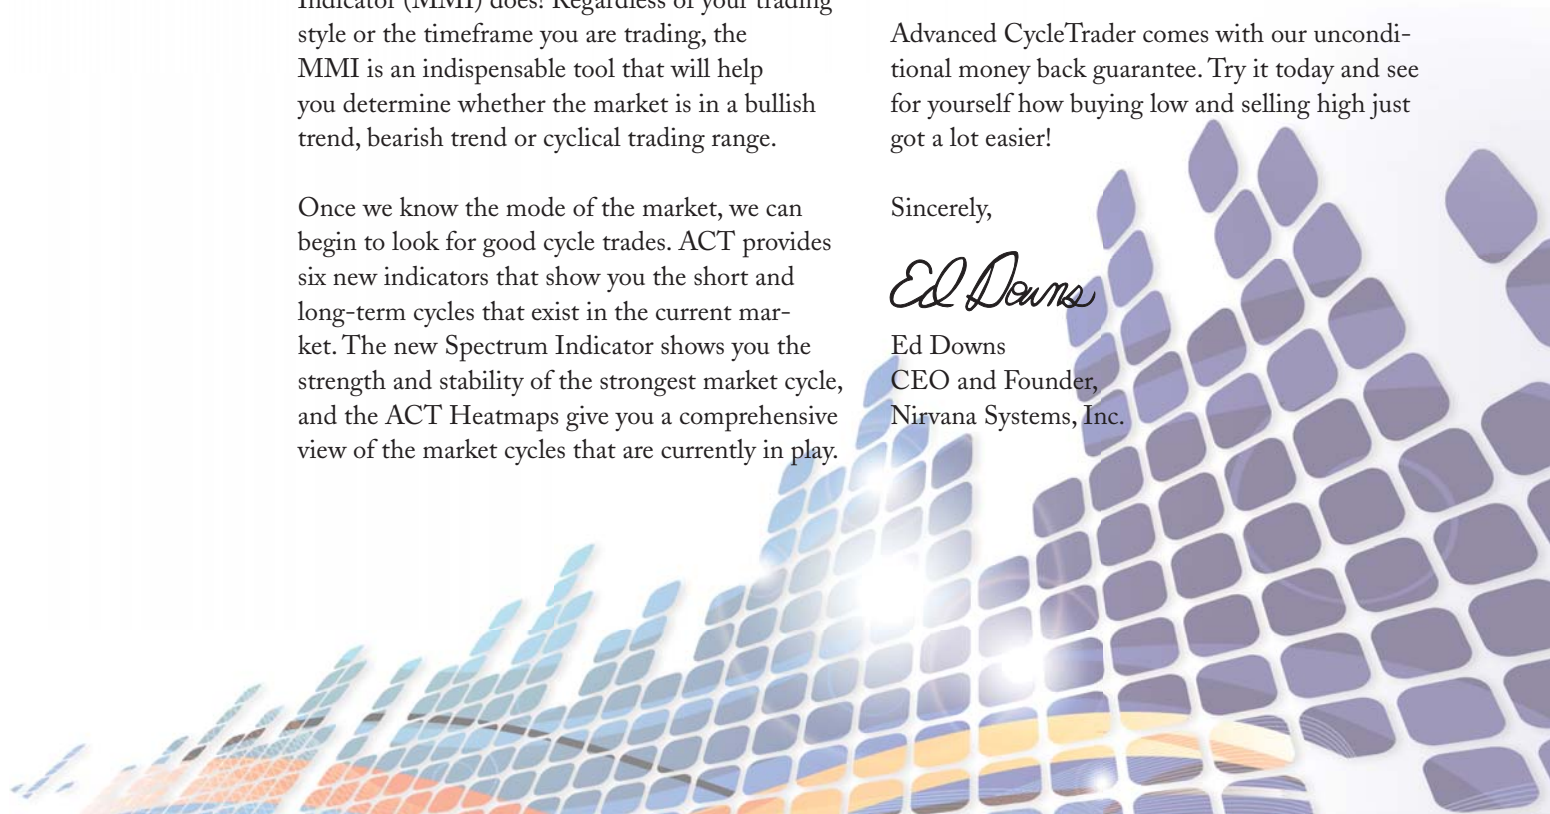 Indicator (MMI) does! Regardless of your trading
style or the timeframe you are trading, the
MMI is an indispensable tool that will help
you determine whether the market is in a bullish
trend, bearish trend or cyclical trading range.
Once we know the mode of the market, we can
begin to look for good cycle trades. ACT provides
six new indicators that show you the short and
long-term cycles that exist in the current mar-
ket. The new Spectrum Indicator shows you the
strength and stability of the strongest market cycle,
and the ACT Heatmaps give you a comprehensive
view of the market cycles that are currently in play.
Advanced CycleTrader comes with our uncondi-
tional money back guarantee. Try it today and see
for yourself how buying low and selling high just
got a lot easier!
Sincerely,
Ed Downs
Ed Downs
CEO and Founder,
Nirvana Systems, Inc.